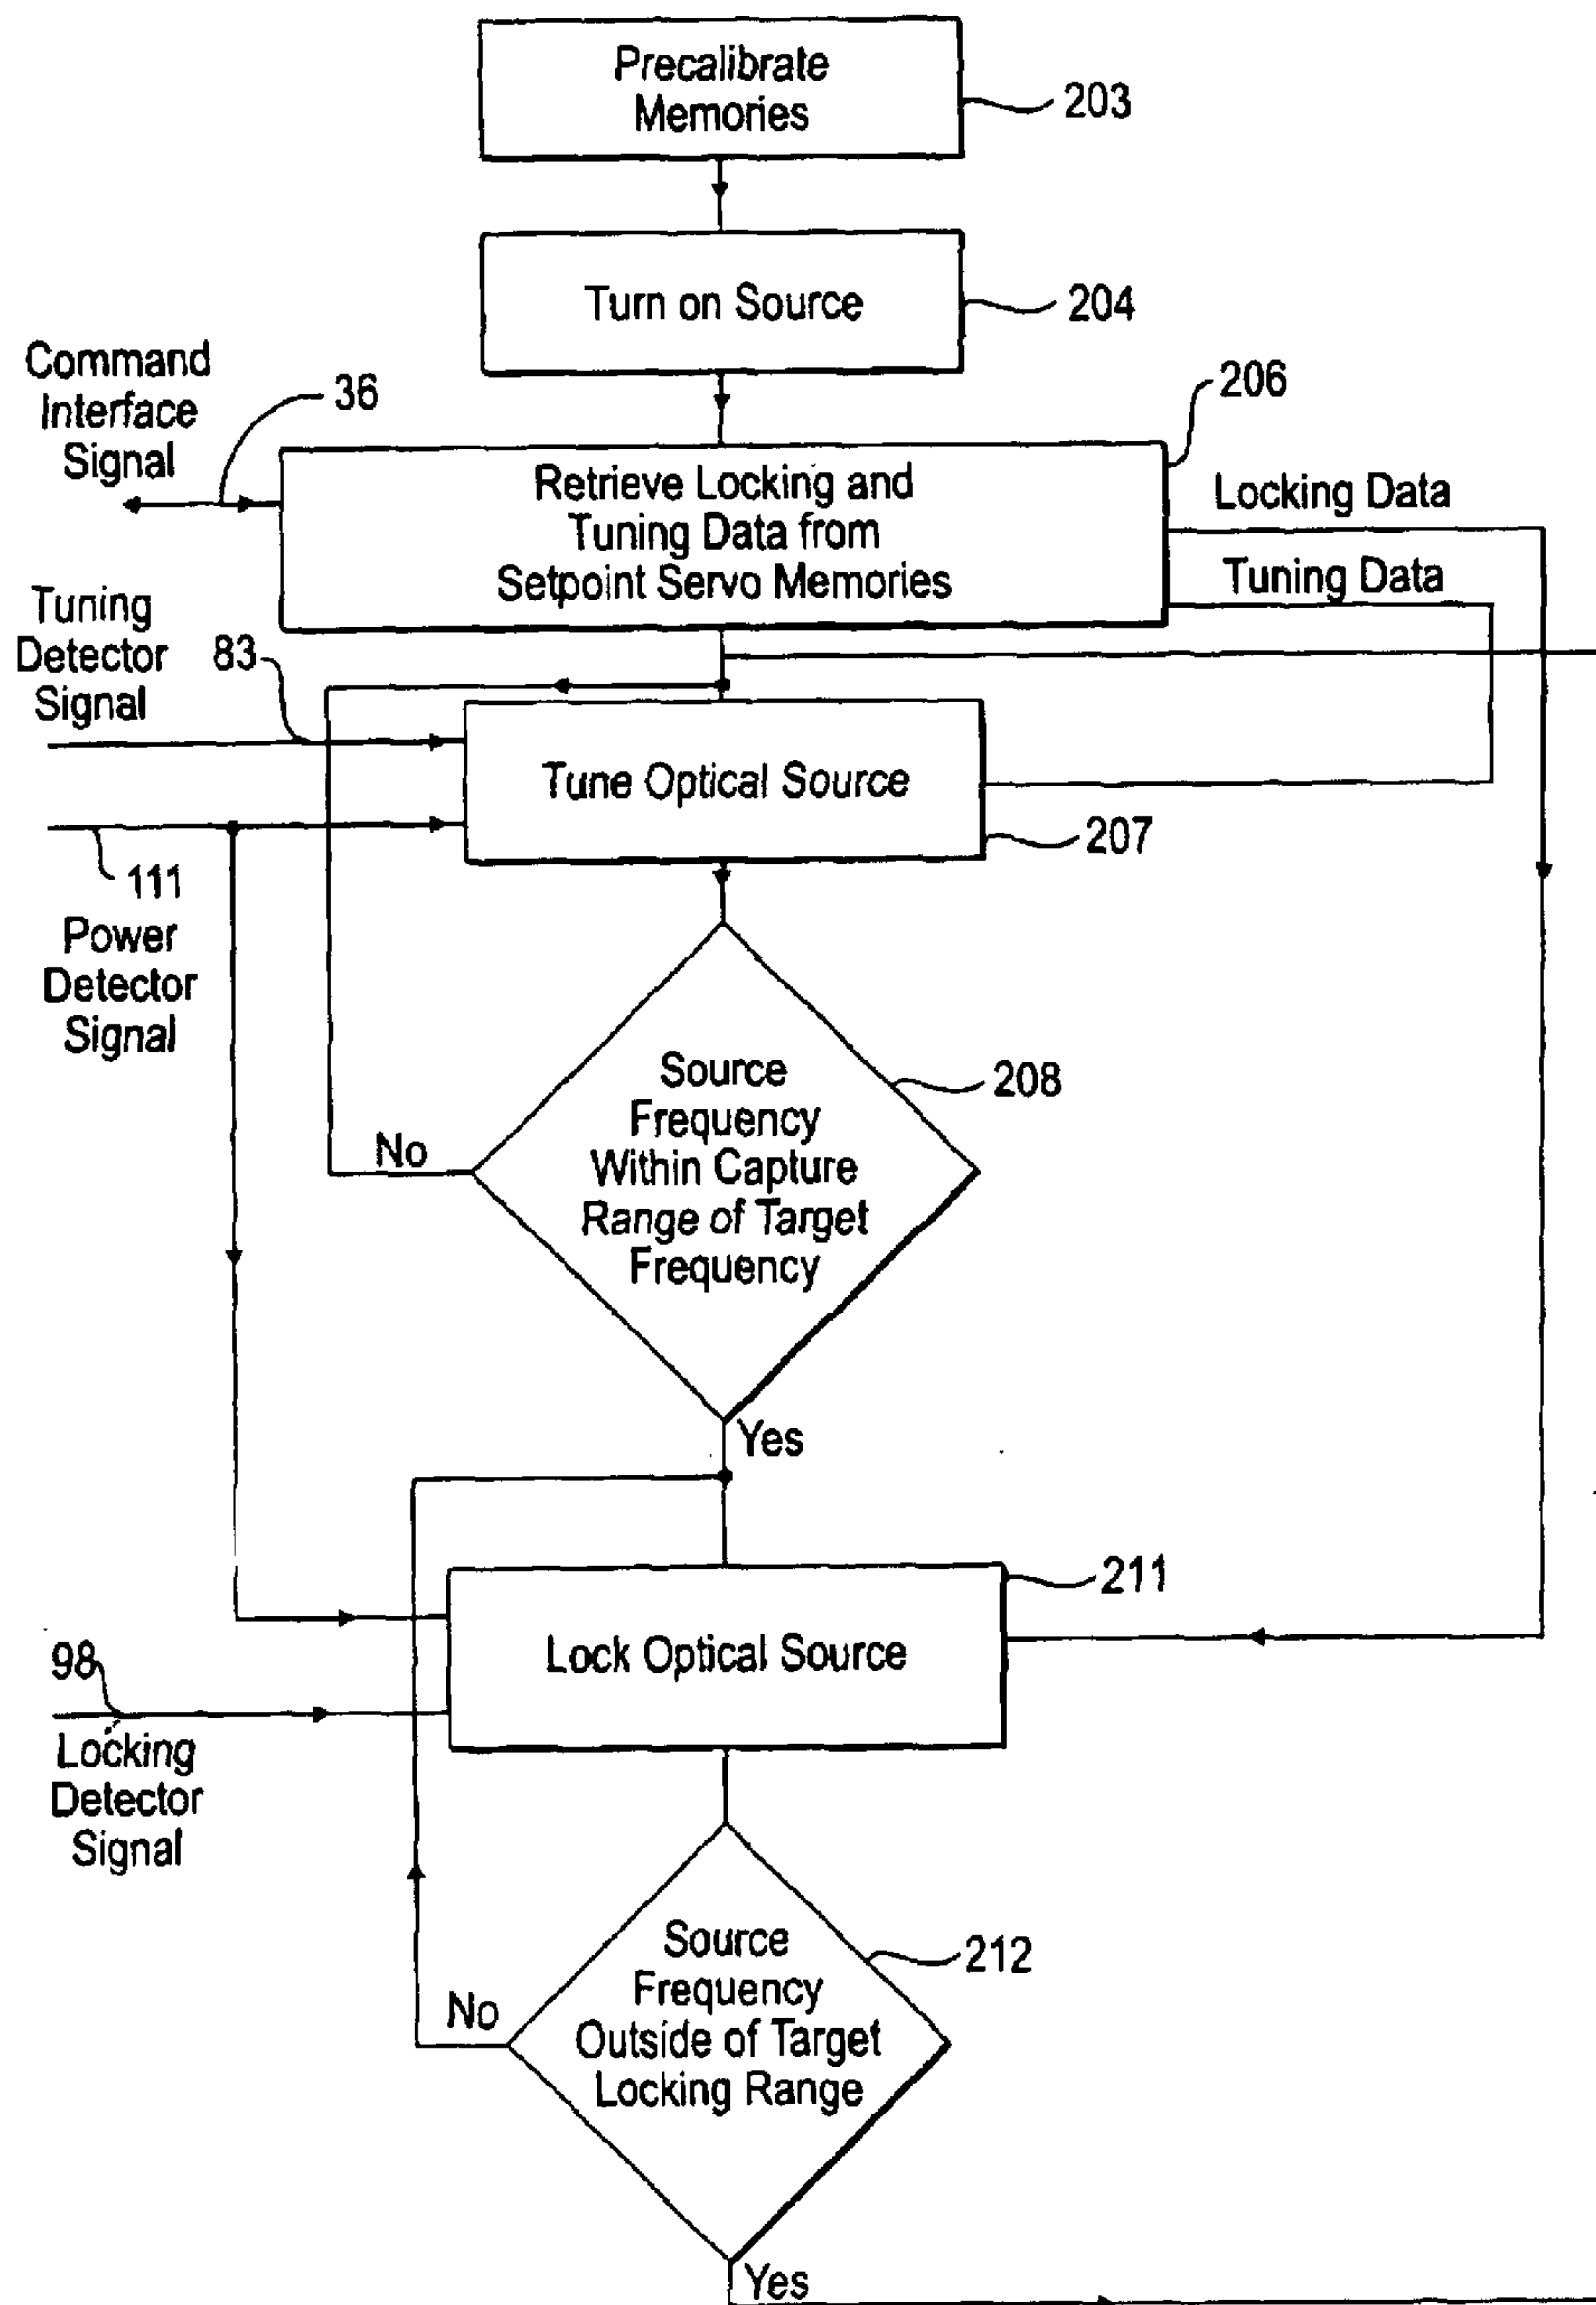 Precalibrate
Memories
203
Turn on Source
204
Command
Interface
Signal
36
206
Retrieve Locking and
Tuning Data from
Setpoint Servo Memories
Locking Data
Tuning Data
Tuning
Detector
Signal
83
Tune Optical Source
207
111
Power
Detector
Signal
Source
Frequency
Within Capture
Range of Target
Frequency
208
No
Yes
211
Lock Optical Source
98
Locking
Detector
Signal
Source
Frequency
Outside of Target
Locking Range
212
No
Yes